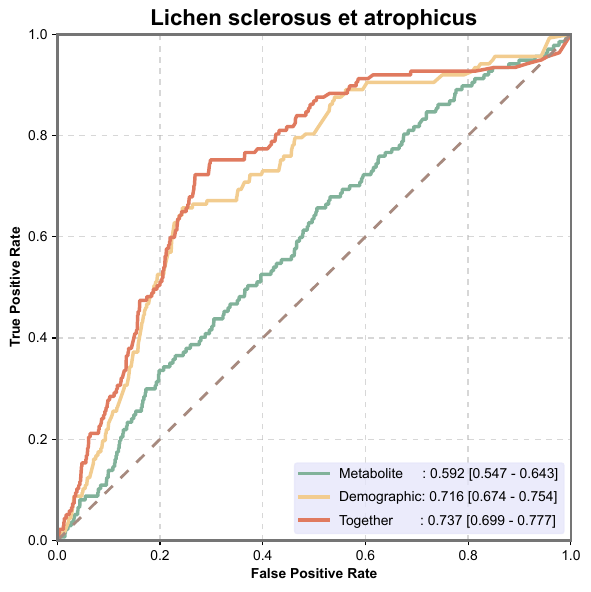 Lichen sclerosus et atrophicus
1.0
0.8
0.6
0.4
0.2
0.0
True Positive Rate
Metabolite : 0.592 [0.547 - 0.643]
Demographic: 0.716 [0.674 - 0.754]
Together : 0.737 [0.699 - 0.777]
0.0 0.2 0.4 0.6 0.8 1.0
False Positive Rate